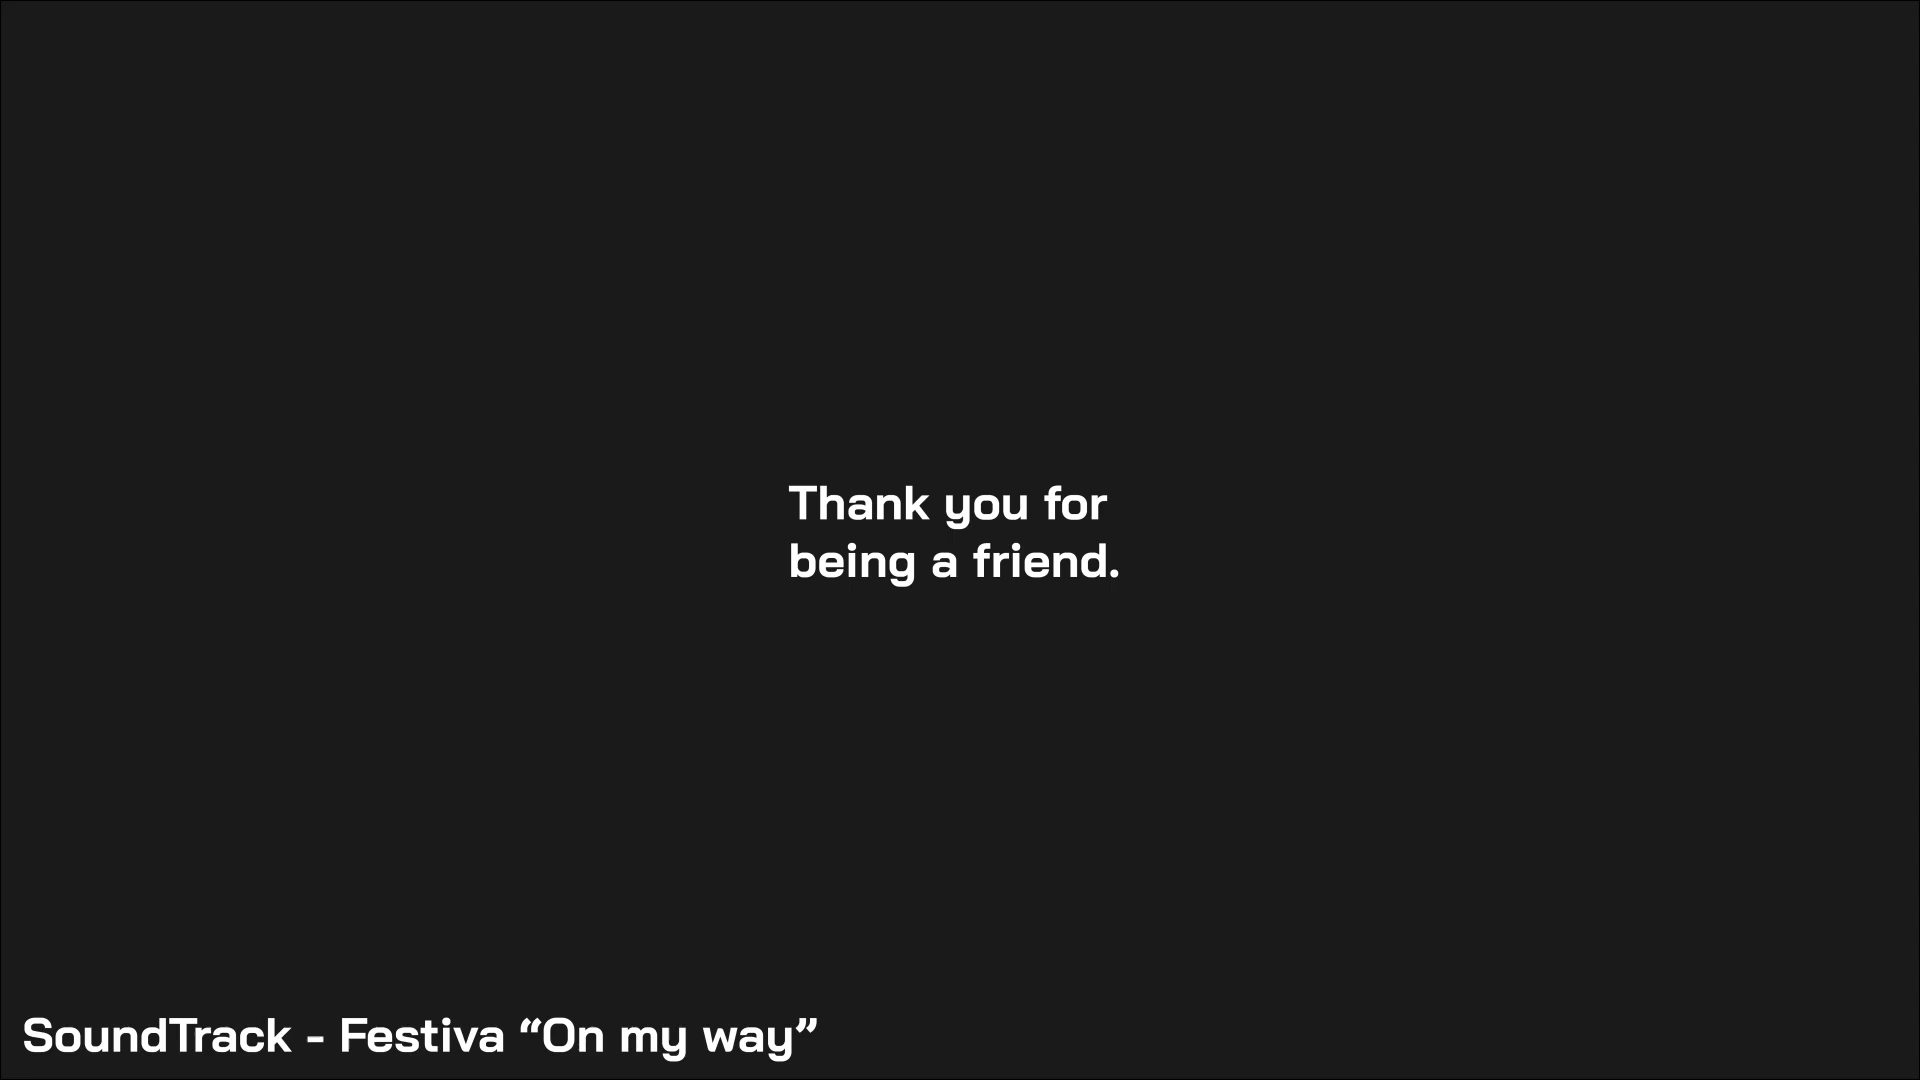 Thank you for
being a friend.
SoundTrack - Festiva “On my way”